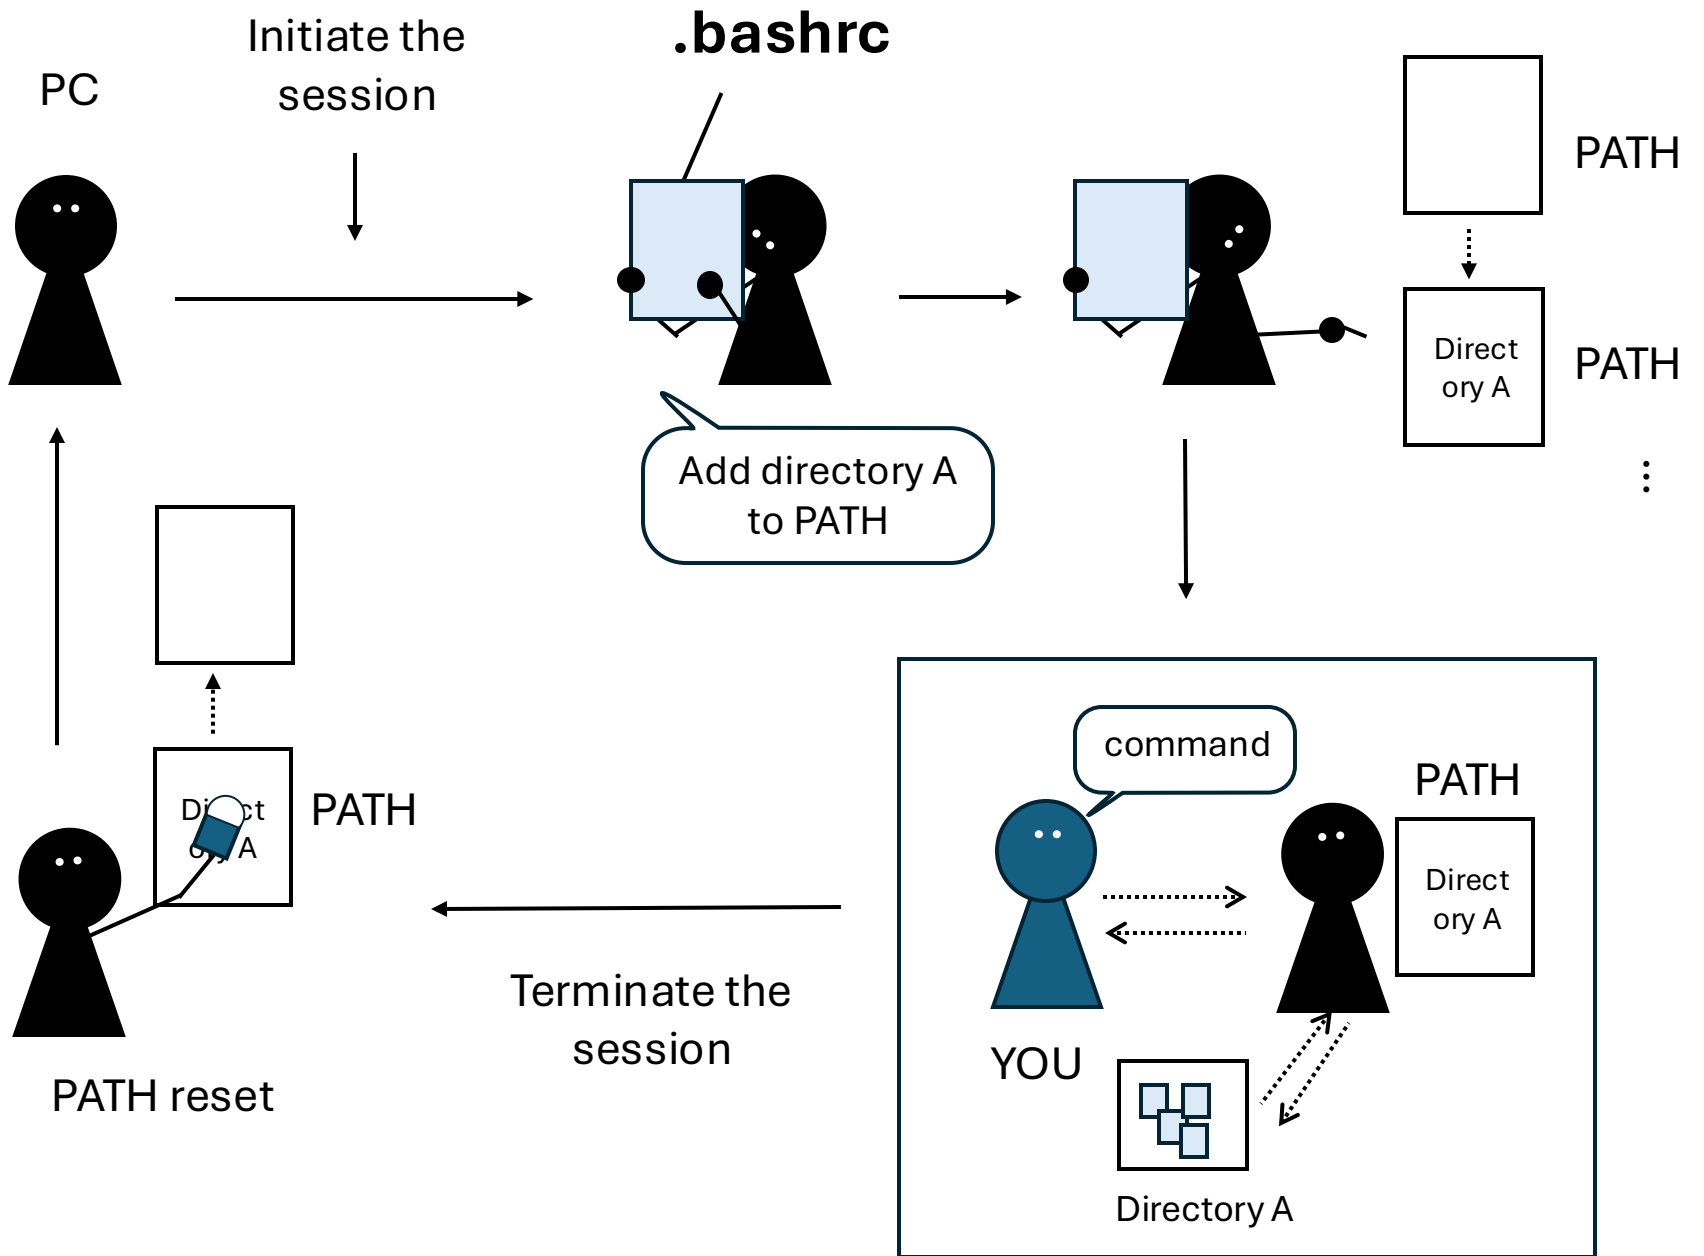 Initiate the
session
.bashrc
PC
PATH
PATH
Direct
ory A
⋮
Add directory A
to PATH
command
PATH
Direct
ory A
YOU
Directory A
Terminate the
session
PATH
ory A
PATH reset